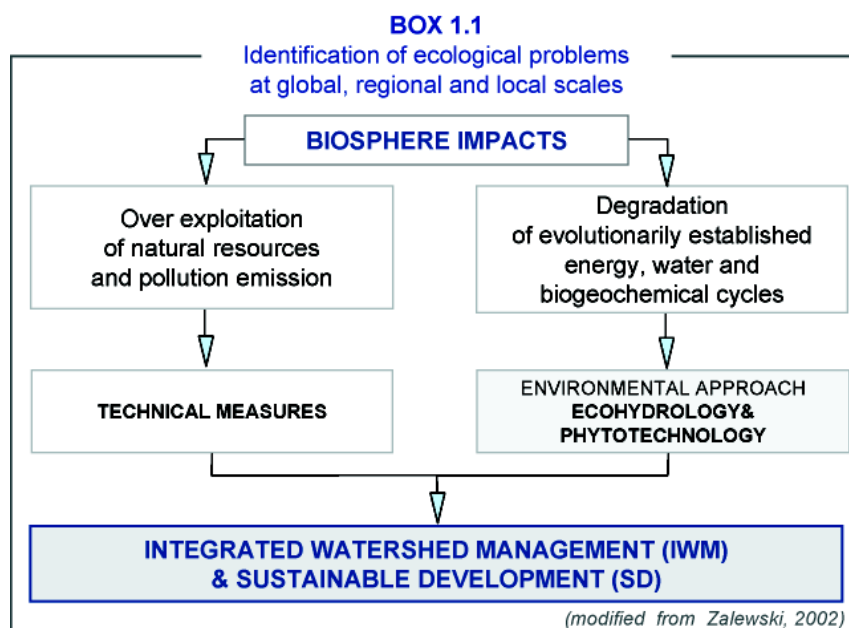 BOX 1.1
Identification of ecological problems
at global, regional and local scales
BIOSPHERE IMPACTS
Over exploitation
of natural resources
and pollution emission
Degradation
of evolutionarily established
energy, water and
biogeochemical cycles
TECHNICAL MEASURES
ENVIRONMENTAL APPROACH
ECOHYDROLOGY&
PHYTOTECHNOLOGY
INTEGRATED WATERSHED MANAGEMENT (IWM)
& SUSTAINABLE DEVELOPMENT (SD)
(modified from Zalewski, 2002)